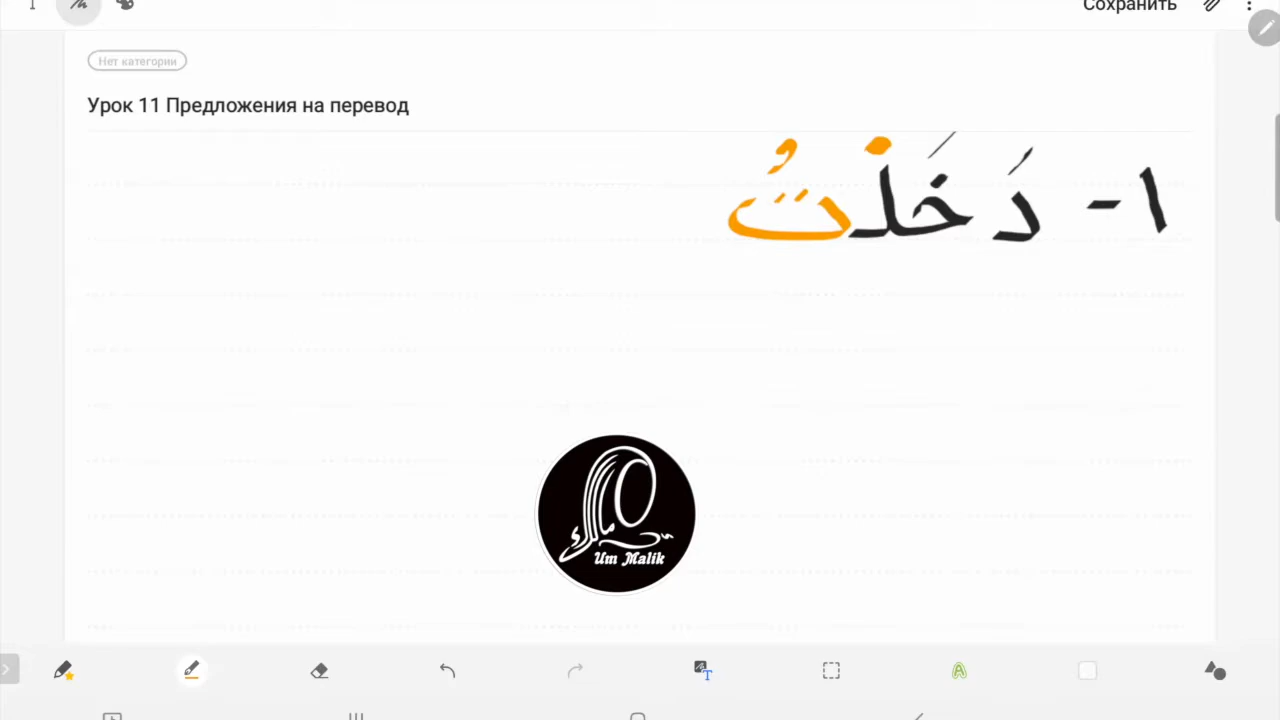 Сохранить
Нет категории
Урок 11 Предложения на перевод
١- دَخَلْتُ
Um Malik